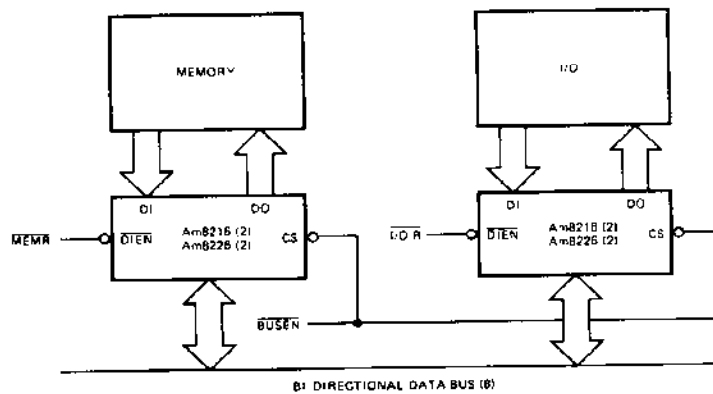 MEMORY
I/O
DI
DO
DI
DO
MEMR
DIEN
Am8216 (2)
Am8226 (2)
CS
DIEN
Am8216 (2)
Am8226 (2)
CS
BUSEN
BI DIRECTIONAL DATA BUS (8)